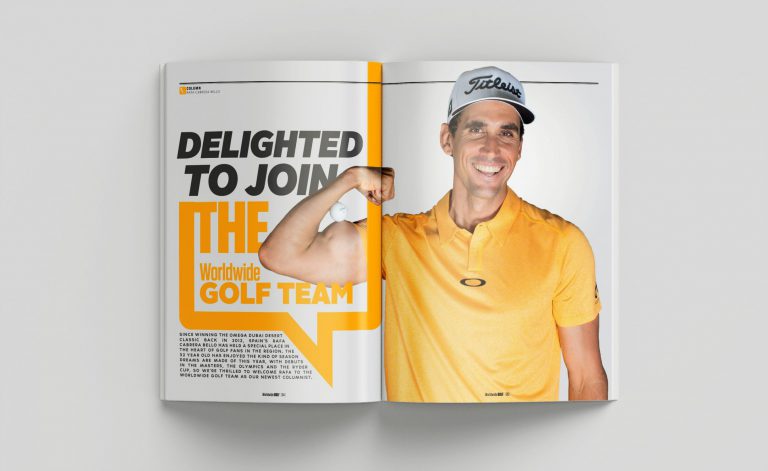 COLUMN
RAFA CABRERA BELLO
DELIGHTED
TO JOIN
THE
Worldwide
GOLF TEAM
SINCE WINNING THE OMEGA DUBAI DESERT
CLASSIC BACK IN 2012, SPAIN'S RAFA
CABRERA BELLO HAS HELD A SPECIAL PLACE IN
THE HEART OF GOLF FANS IN THE REGION. THE
32 YEAR OLD HAS ENJOYED THE KIND OF SEASON
DREAMS ARE MADE OF THIS YEAR, WITH DEBUTS
IN THE MASTERS, THE OLYMPICS AND THE RYDER
CUP, SO WE'RE THRILLED TO WELCOME RAFA TO THE
WORLDWIDE GOLF TEAM AS OUR NEWEST COLUMNIST.
Titleist